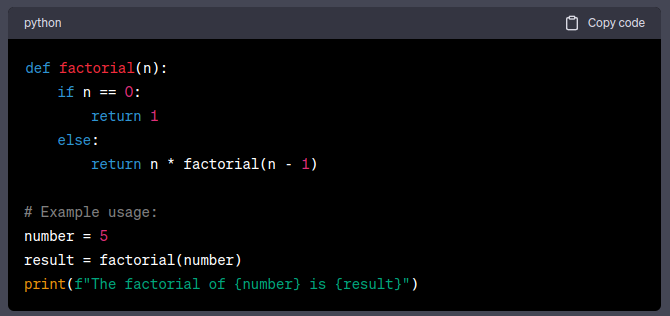 python Copy code
def factorial(n):
    if n == 0:
        return 1
    else:
        return n * factorial(n - 1)

# Example usage:
number = 5
result = factorial(number)
print(f"The factorial of {number} is {result}")